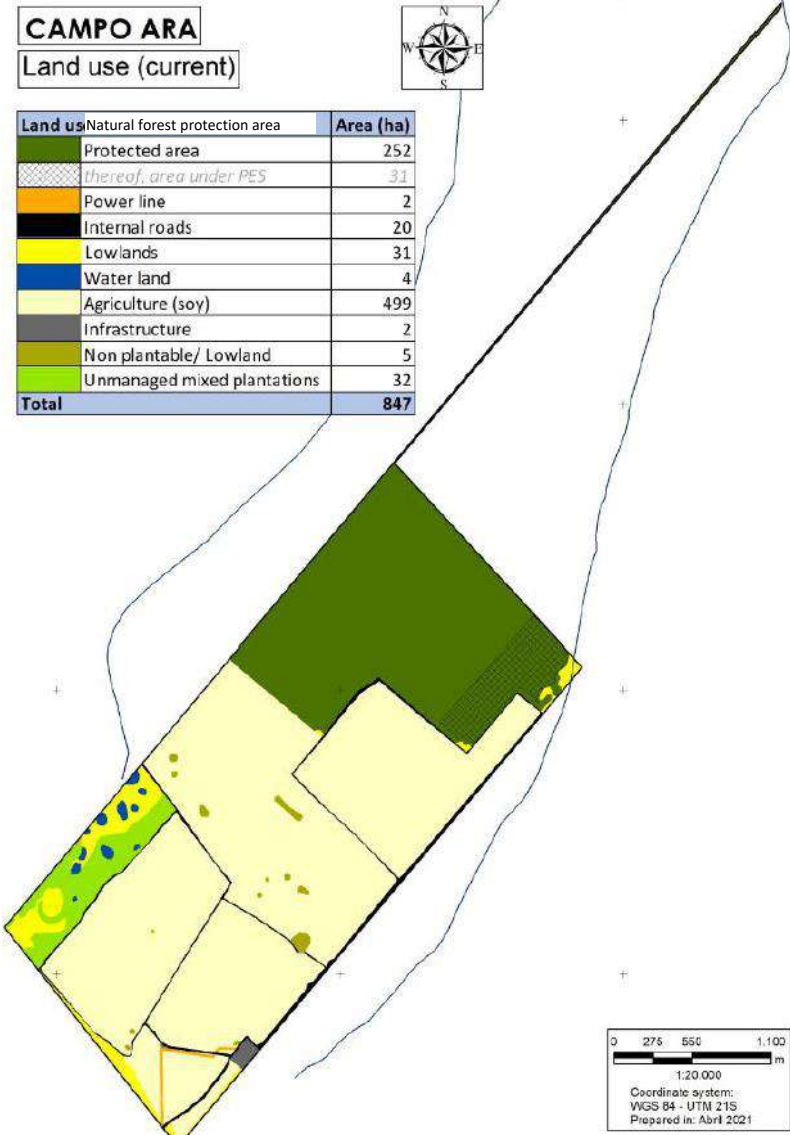 CAMPO ARA
Land use (current)
N
W E
S
Land us Natural forest protection area Area (ha)
Protected area 252
thereof, area under PES 31
Power line 2
Internal roads 20
Lowlands 31
Water land 4
Agriculture (soy) 499
Infrastructure 2
Non plantable/ Lowland 5
Unmanaged mixed plantations 32
Total 847
0 275 550 1.100
m
1:20.000
Coordinate system:
WGS 84 - UTM 21S
Prepared in: Abril 2021